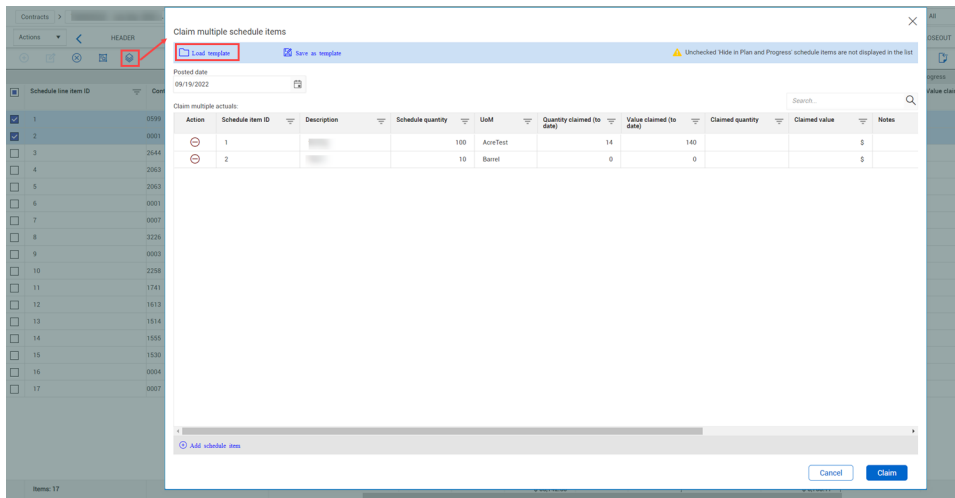 Contracts >
All
Actions
HEADER
Claim multiple schedule items
Load template
Save as template
Unchecked 'Hide in Plan and Progress' schedule items are not displayed in the list
Posted date
09/19/2022
Search...
Claim multiple actuals:
Schedule line item ID
Action
Schedule item ID
Description
Schedule quantity
UoM
Quantity claimed (to date)
Value claimed (to date)
Claimed quantity
Claimed value
Notes
1 0599
2 0001
3 2644
4 2063
5 2063
6 0001
7 0007
8 3226
9 0003
10 2258
11 1741
12 1613
13 1514
14 1555
15 1530
16 0004
17 0007
1 100 AcreTest 14 140 $
2 10 Barrel 0 0 $
Add schedule item
Cancel
Claim
Items: 17